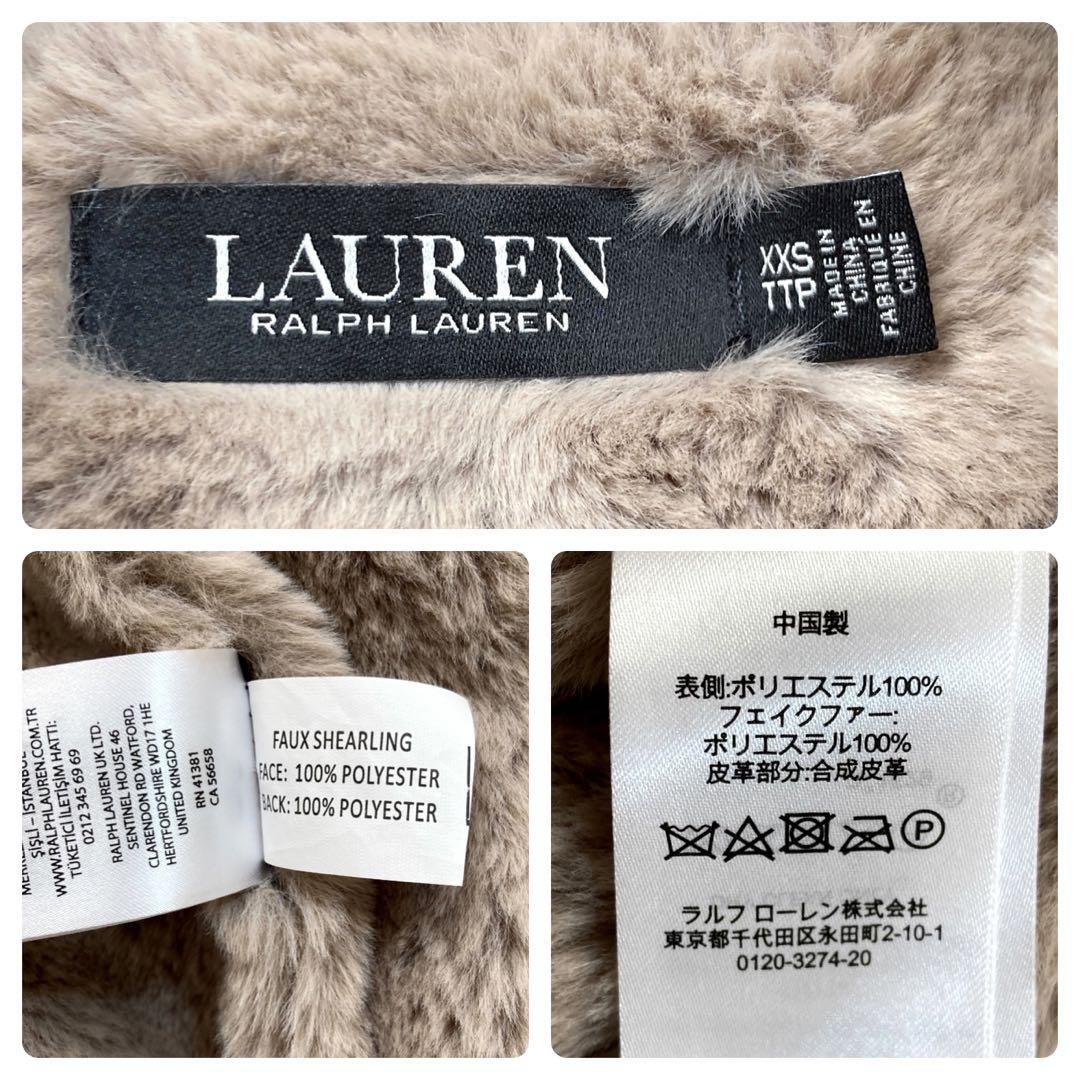 LAUREN
RALPH LAUREN
XXS
TTP
MADE IN
CHINA
FABRIQUÉ EN
CHINE
ŞİŞLİ – İSTANBUL
WWW.RALPHLAUREN.COM.TR
TÜKETİCİ İLETİŞİM HATTI:
0212 345 69 69
RALPH LAUREN UK LTD.
SENTINEL HOUSE 46
CLARENDON RD WATFORD,
HERTFORDSHIRE WD17 1HE
UNITED KINGDOM
RN 41381
CA 56658
FAUX SHEARLING
FACE: 100% POLYESTER
BACK: 100% POLYESTER
中国製
表側:ポリエステル100%
フェイクファー:
ポリエステル100%
皮革部分:合成皮革
P
ラルフ ローレン株式会社
東京都千代田区永田町2-10-1
0120-3274-20